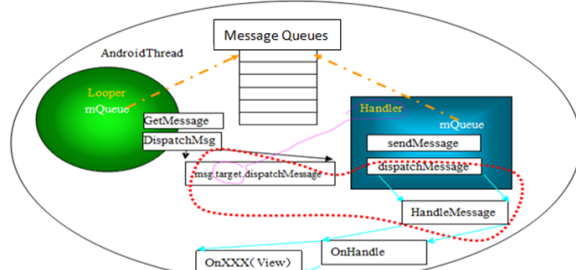 Message Queues
AndroidThread
Looper
mQueue
GetMessage
DispatchMsg
Handler
mQueue
sendMessage
dispatchMessage
msg.target.dispatchMessage
HandleMessage
OnHandle
OnXXX(View)